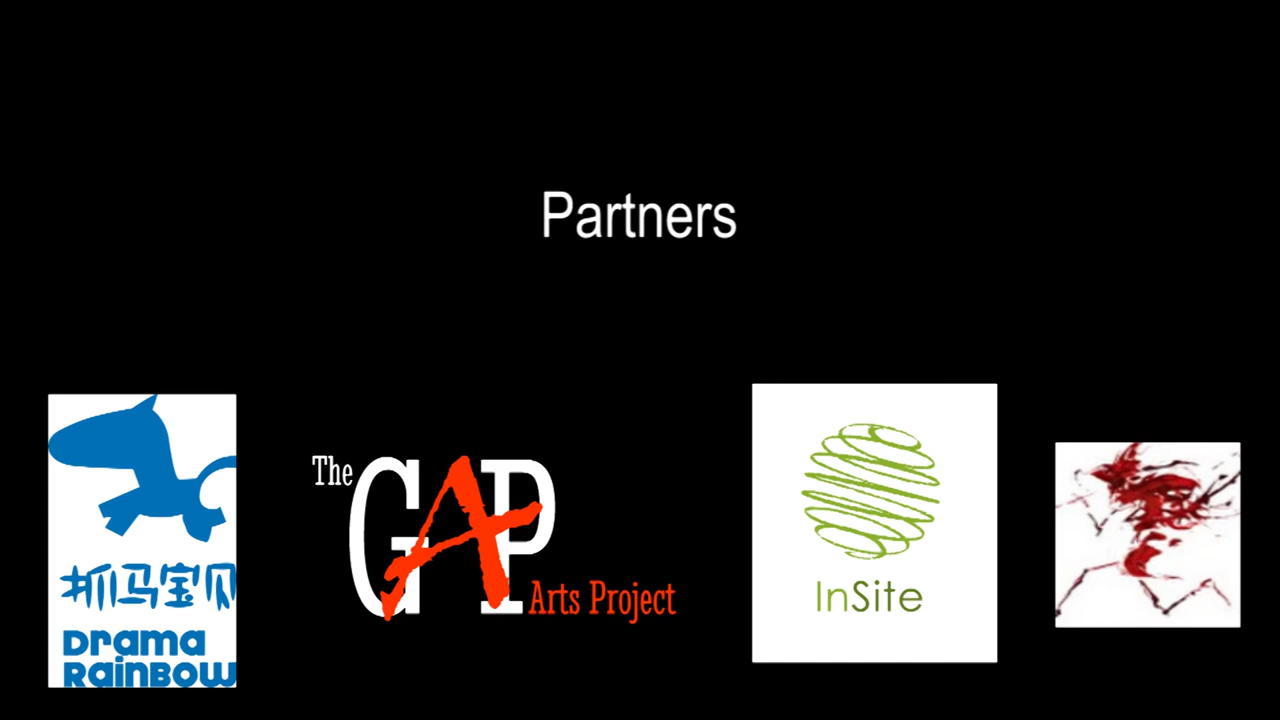 Partners
抓马宝贝
Drama
Rainbow
The
GAP
Arts Project
InSite